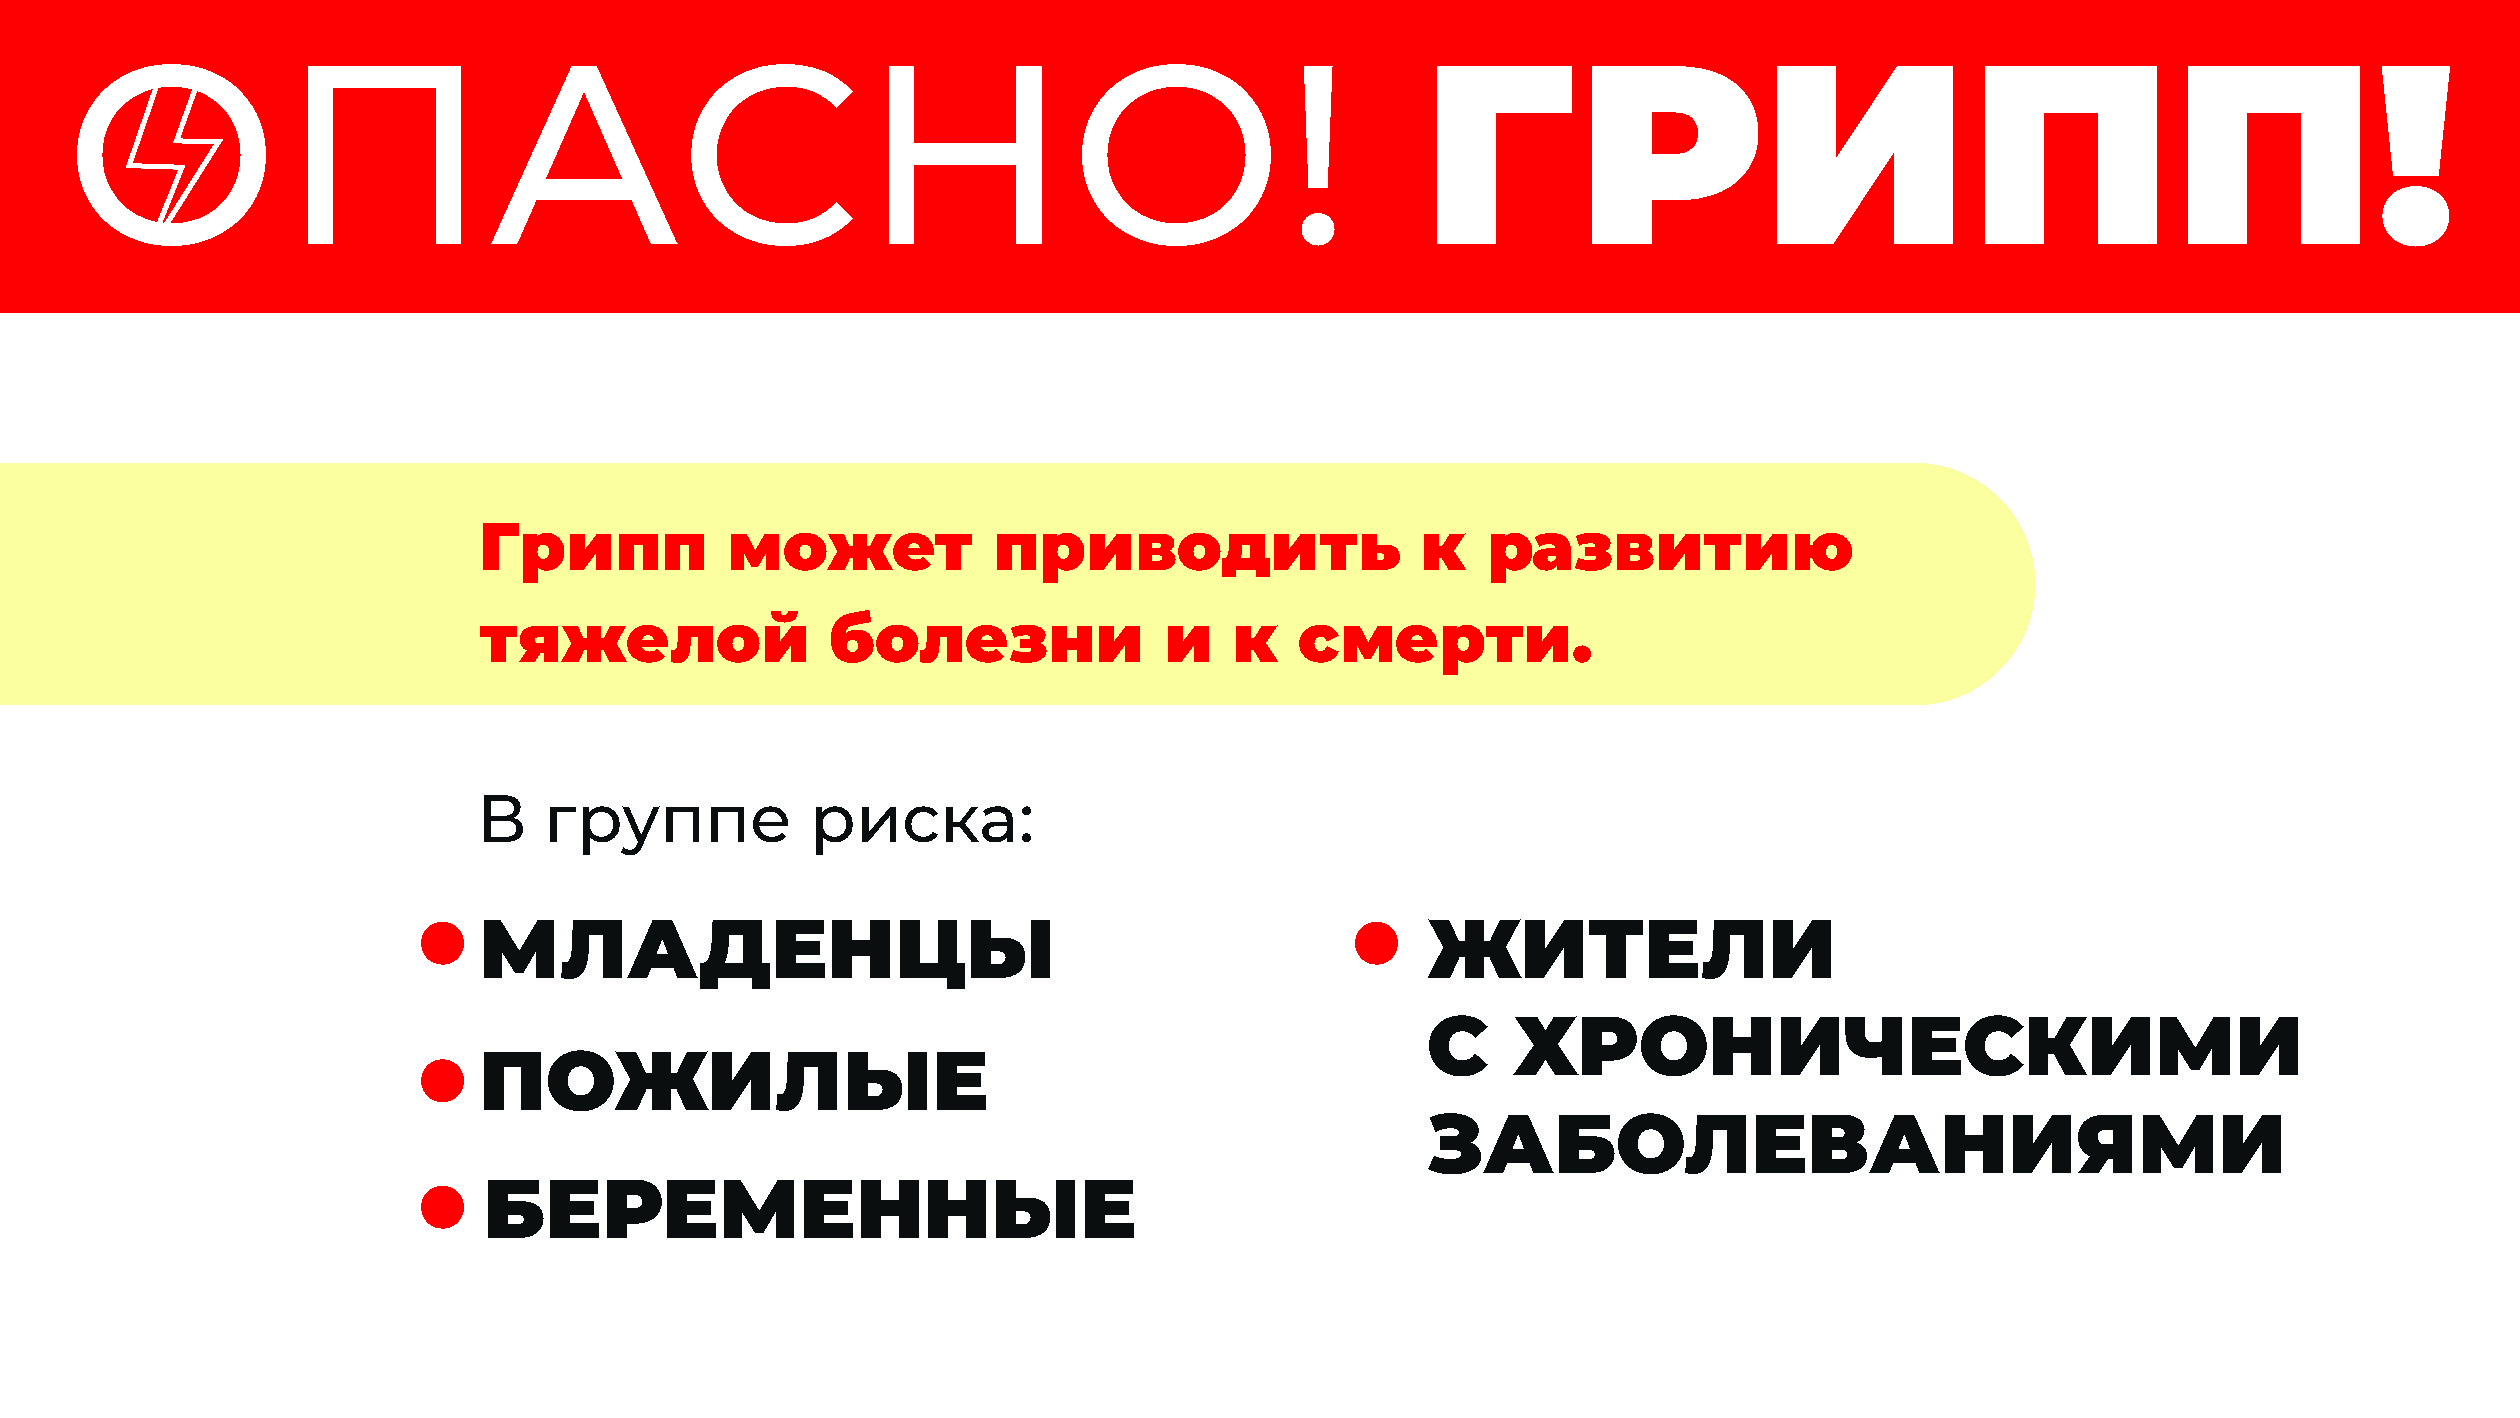 ОПАСНО! ГРИПП!
Грипп может приводить к развитию
тяжелой болезни и к смерти.
В группе риска:
МЛАДЕНЦЫ
ПОЖИЛЫЕ
БЕРЕМЕННЫЕ
ЖИТЕЛИ
С ХРОНИЧЕСКИМИ
ЗАБОЛЕВАНИЯМИ